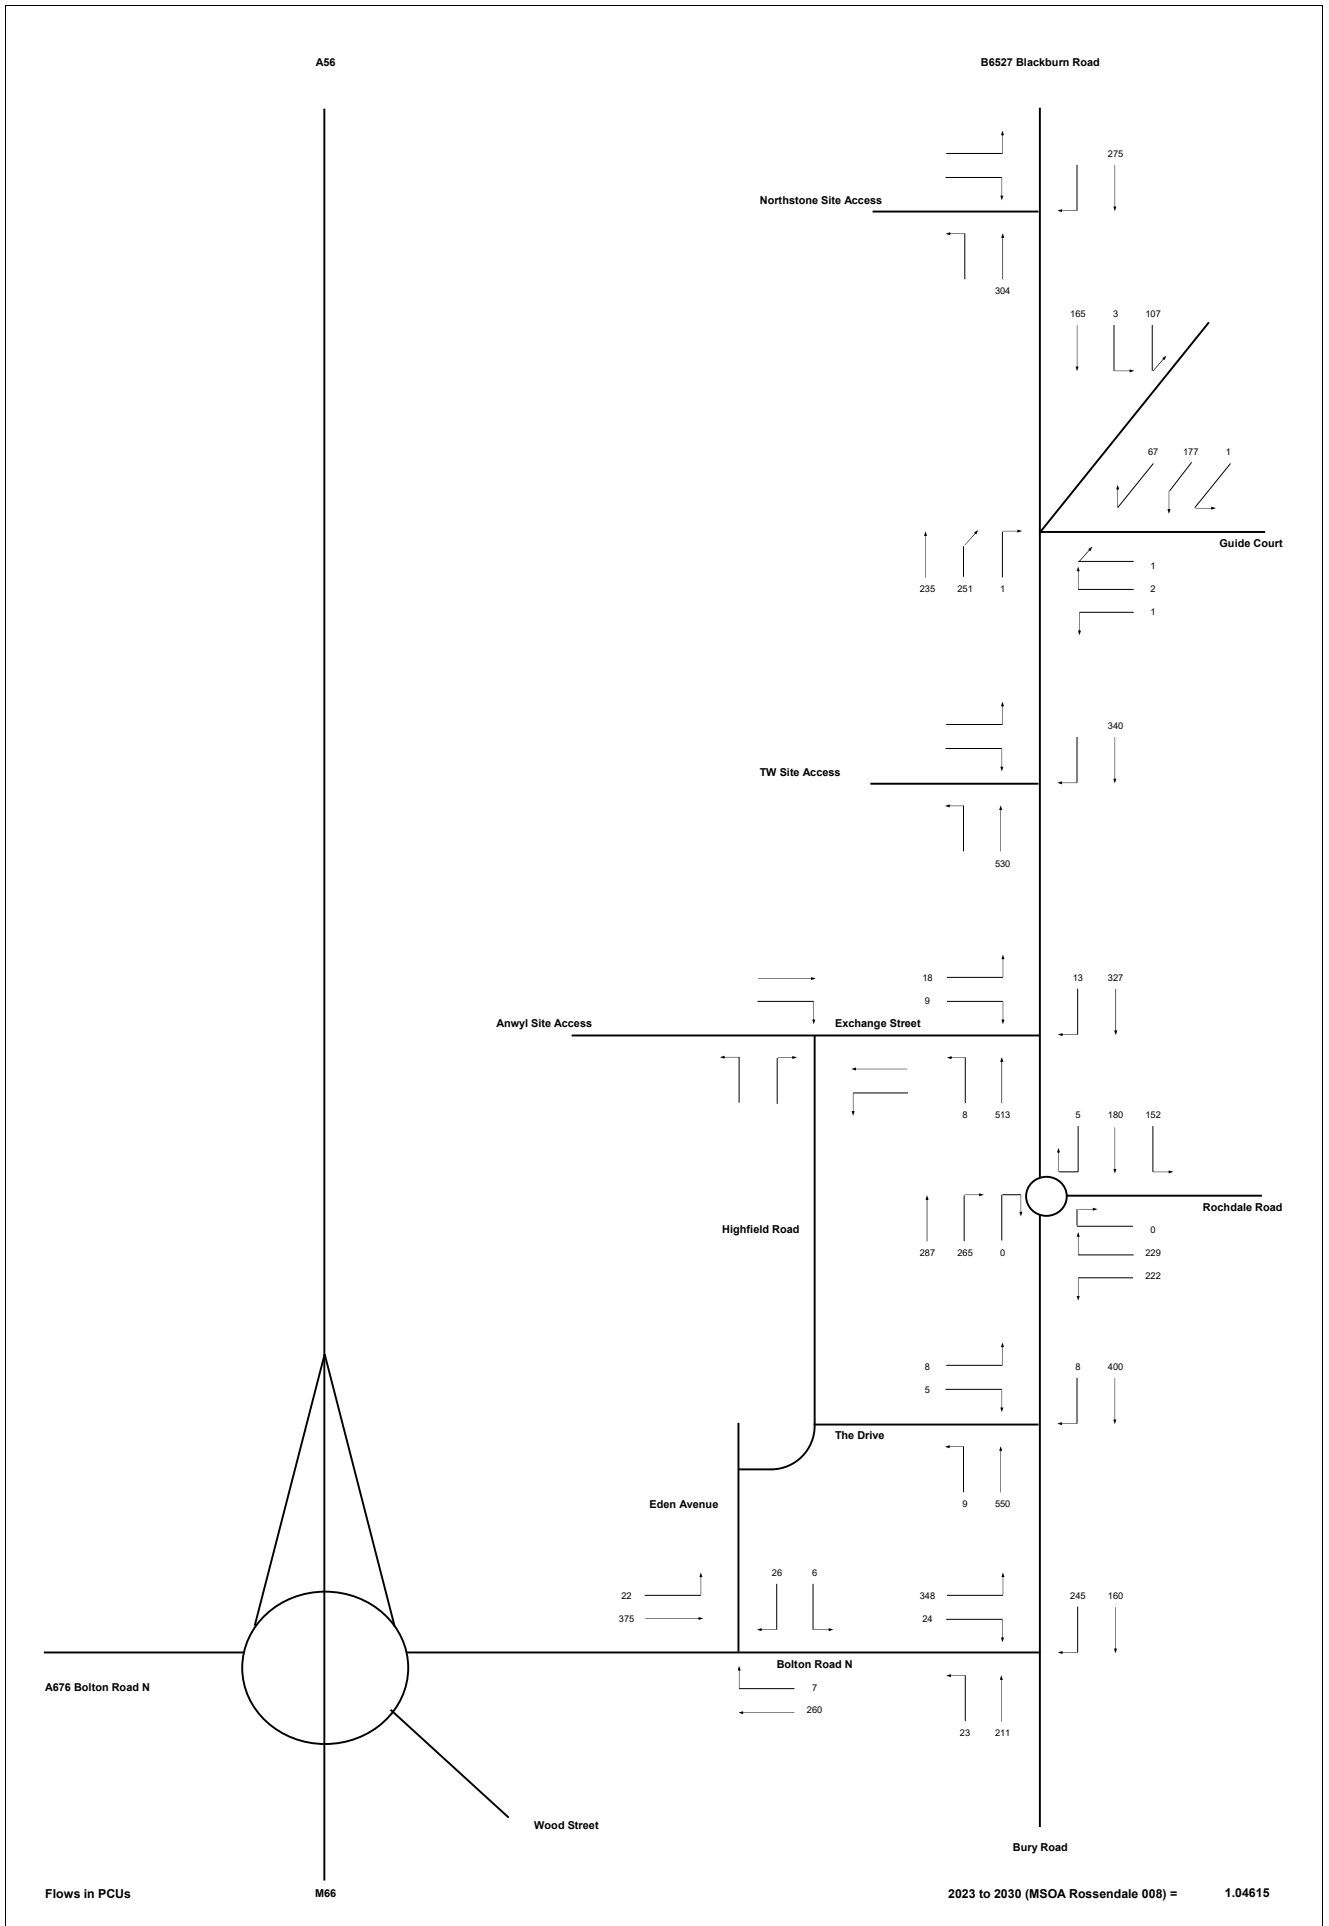 A56
B6527 Blackburn Road
275
Northstone Site Access
304
165 3 107
67 177 1
Guide Court
1
235 251 1
2
1
340
TW Site Access
530
18
13 327
9
Anwyl Site Access
Exchange Street
8 513
5 180 152
Rochdale Road
Highfield Road
0
287 265 0
229
222
8
8 400
5
The Drive
9 550
Eden Avenue
26 6
22
348
245 160
375
24
Bolton Road N
A676 Bolton Road N
7
260
23 211
Wood Street
Bury Road
Flows in PCUs
M66
2023 to 2030 (MSOA Rossendale 008) = 1.04615